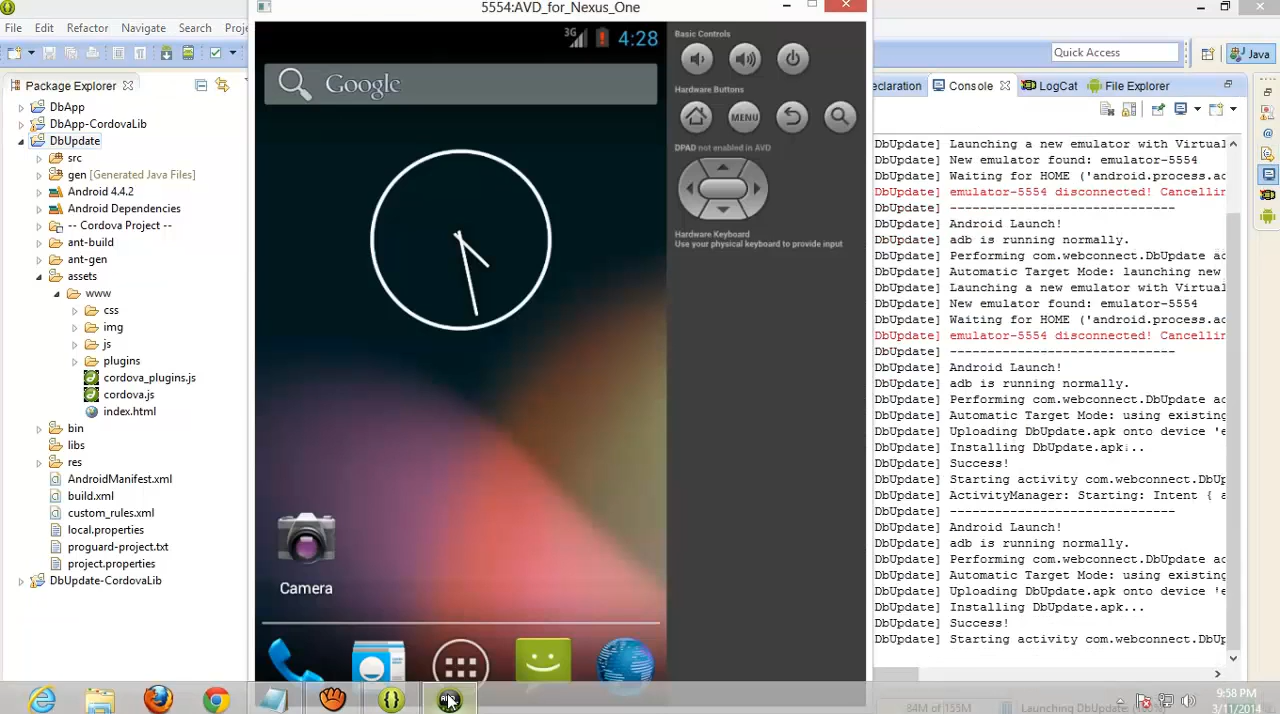 5554:AVD_for_Nexus_One
File Edit Refactor Navigate Search
Quick Access
Java
Package Explorer
DbApp
DbApp-CordovaLib
DbUpdate
src
gen [Generated Java Files]
Android 4.4.2
Android Dependencies
-- Cordova Project --
ant-build
ant-gen
assets
www
css
img
js
plugins
cordova_plugins.js
cordova.js
index.html
bin
libs
res
AndroidManifest.xml
build.xml
custom_rules.xml
local.properties
proguard-project.txt
project.properties
DbUpdate-CordovaLib
3G
4:28
Google
Camera
Basic Controls
Hardware Buttons
MENU
DPAD not enabled in AVD
Hardware Keyboard
Use your physical keyboard to provide input
Console LogCat File Explorer
DbUpdate] Launching a new emulator with
DbUpdate] New emulator found: emulator-5554
DbUpdate] Waiting for HOME ('android.process.ac
DbUpdate] emulator-5554 disconnected! Cancellin
DbUpdate] ------------------------------
DbUpdate] Android Launch!
DbUpdate] adb is running normally.
DbUpdate] Performing com.webconnect.DbUpdate ac
DbUpdate] Automatic Target Mode: launching new
DbUpdate] Launching a new emulator with
DbUpdate] New emulator found: emulator-5554
DbUpdate] Waiting for HOME ('android.process.ac
DbUpdate] emulator-5554 disconnected! Cancellin
DbUpdate] ------------------------------
DbUpdate] Android Launch!
DbUpdate] adb is running normally.
DbUpdate] Performing com.webconnect.DbUpdate ac
DbUpdate] Automatic Target Mode: using existing
DbUpdate] Uploading DbUpdate.apk onto device 'e
DbUpdate] Installing DbUpdate.apk...
DbUpdate] Success!
DbUpdate] Starting activity com.webconnect.DbUp
DbUpdate] ActivityManager: Starting: Intent { a
DbUpdate] ------------------------------
DbUpdate] Android Launch!
DbUpdate] adb is running normally.
DbUpdate] Performing com.webconnect.DbUpdate ac
DbUpdate] Automatic Target Mode: using existing
DbUpdate] Uploading DbUpdate.apk onto device 'e
DbUpdate] Installing DbUpdate.apk...
DbUpdate] Success!
DbUpdate] Starting activity com.webconnect.DbUp
84M of 155M
Launching DbUpdate: (100%)
9:58 PM
3/11/2014